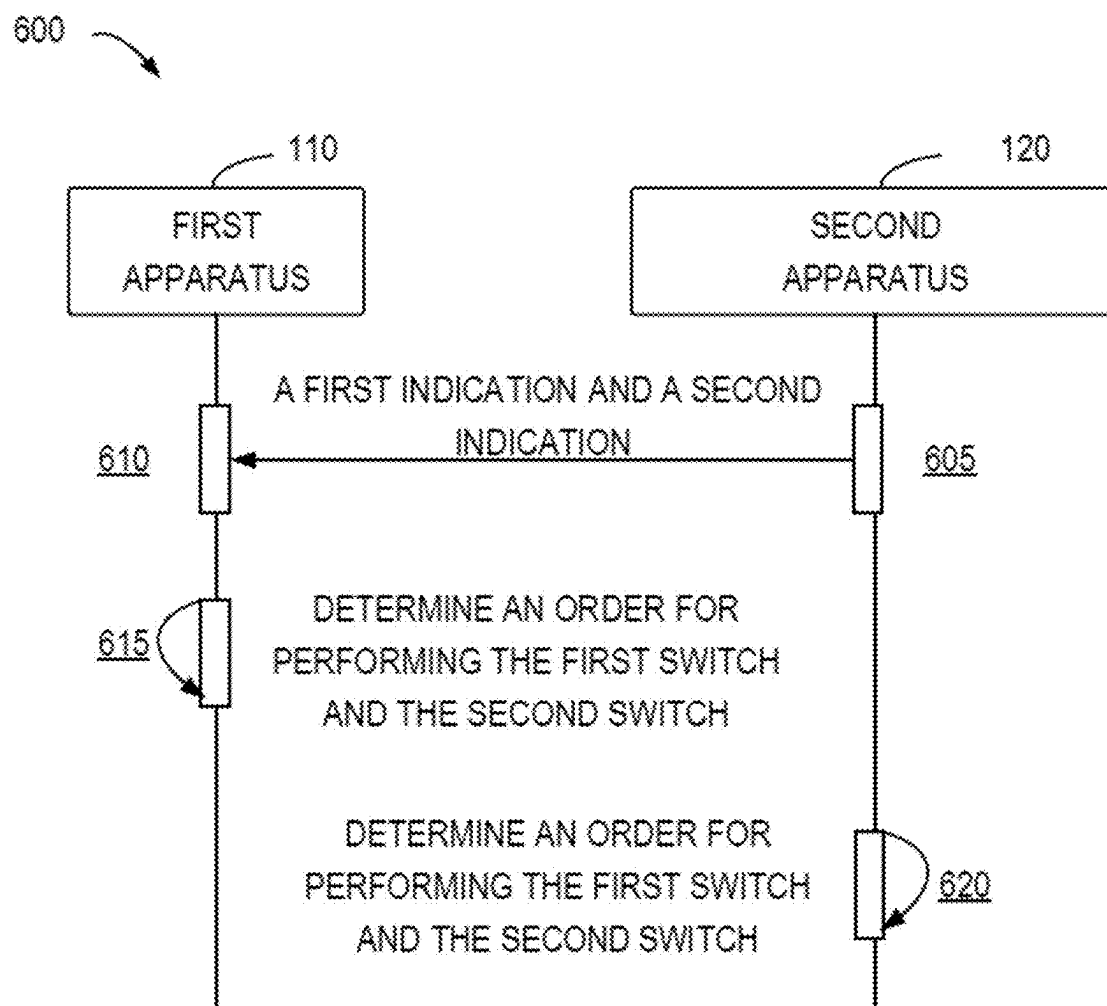 600
110
120
FIRST
APPARATUS
SECOND
APPARATUS
A FIRST INDICATION AND A SECOND
INDICATION
610
605
615
DETERMINE AN ORDER FOR
PERFORMING THE FIRST SWITCH
AND THE SECOND SWITCH
DETERMINE AN ORDER FOR
PERFORMING THE FIRST SWITCH
AND THE SECOND SWITCH
620